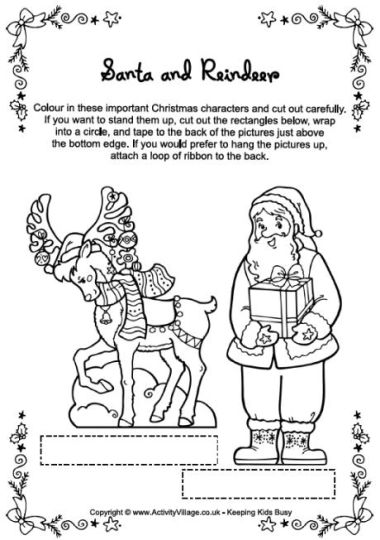 Santa and Reindeer
Colour in these important Christmas characters and cut out carefully.
If you want to stand them up, cut out the rectangles below, wrap
into a circle, and tape to the back of the pictures just above
the bottom edge. If you would prefer to hang the pictures up,
attach a loop of ribbon to the back.
Copyright © www.ActivityVillage.co.uk - Keeping Kids Busy